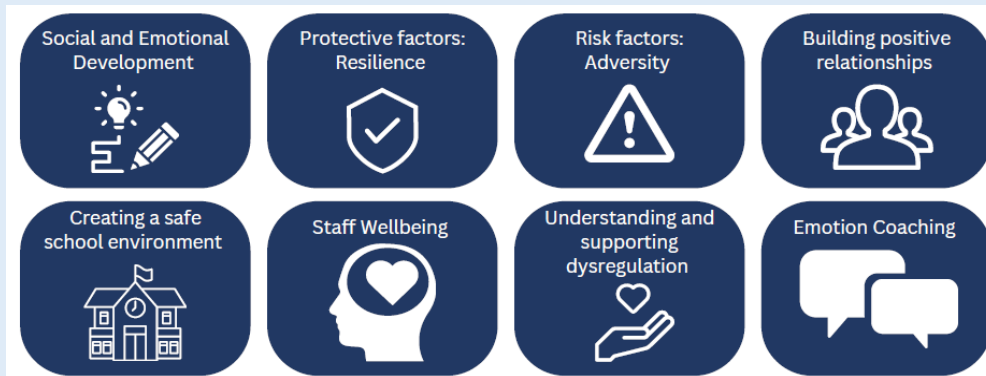 Social and Emotional
Development
Protective factors:
Resilience
Risk factors:
Adversity
Building positive
relationships
Creating a safe
school environment
Staff Wellbeing
Understanding and
supporting
dysregulation
Emotion Coaching